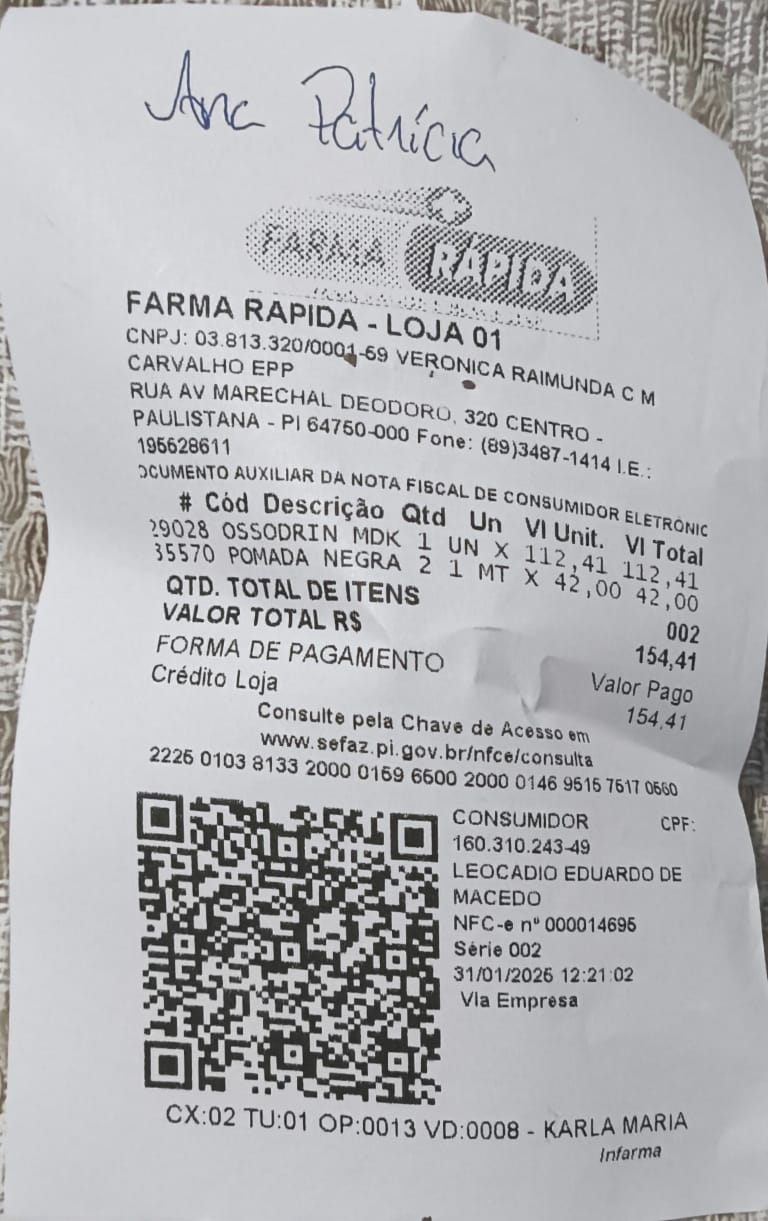 Ana Patrícia
FARMA RÁPIDA
FARMA RAPIDA - LOJA 01
CNPJ: 03.813.320/0001-69 VERONICA RAIMUNDA C M
CARVALHO EPP
RUA AV MARECHAL DEODORO, 320 CENTRO -
PAULISTANA - PI 64750-000 Fone: (89)3487-1414 I.E.:
195628611
OCUMENTO AUXILIAR DA NOTA FISCAL DE CONSUMIDOR ELETRÔNIC
# Cód Descrição Qtd Un Vl Unit. Vl Total
29028 OSSODRIN MDK 1 UN X 112,41 112,41
35570 POMADA NEGRA 2 1 MT X 42,00 42,00
QTD. TOTAL DE ITENS 002
VALOR TOTAL R$ 154,41
FORMA DE PAGAMENTO Valor Pago
Crédito Loja 154,41
Consulte pela Chave de Acesso em
www.sefaz.pi.gov.br/nfce/consulta
2225 0103 8133 2000 0159 6500 2000 0146 9515 7517 0560
CONSUMIDOR CPF:
160.310.243-49
LEOCADIO EDUARDO DE
MACEDO
NFC-e nº 000014695
Série 002
31/01/2025 12:21:02
Via Empresa
CX:02 TU:01 OP:0013 VD:0008 - KARLA MARIA
Infarma